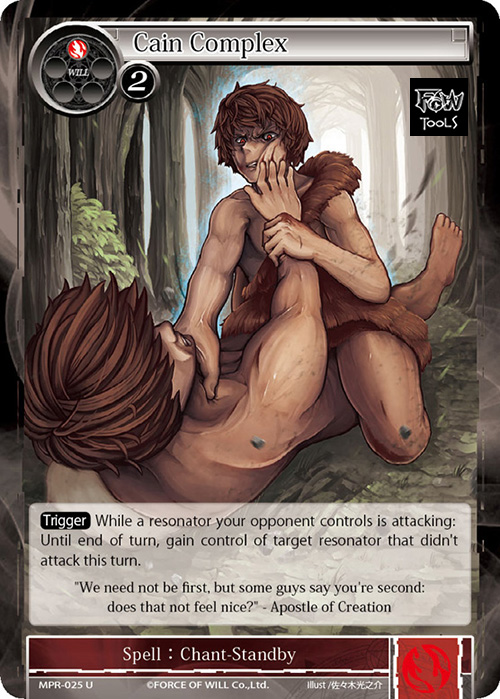 Cain Complex
WILL
2
FoW
TOOLS
Trigger While a resonator your opponent controls is attacking:
Until end of turn, gain control of target resonator that didn't
attack this turn.
"We need not be first, but some guys say you're second:
does that not feel nice?" - Apostle of Creation
Spell : Chant-Standby
MPR-025 U ©FORCE OF WILL Co.,Ltd. illust /佐々木光之介